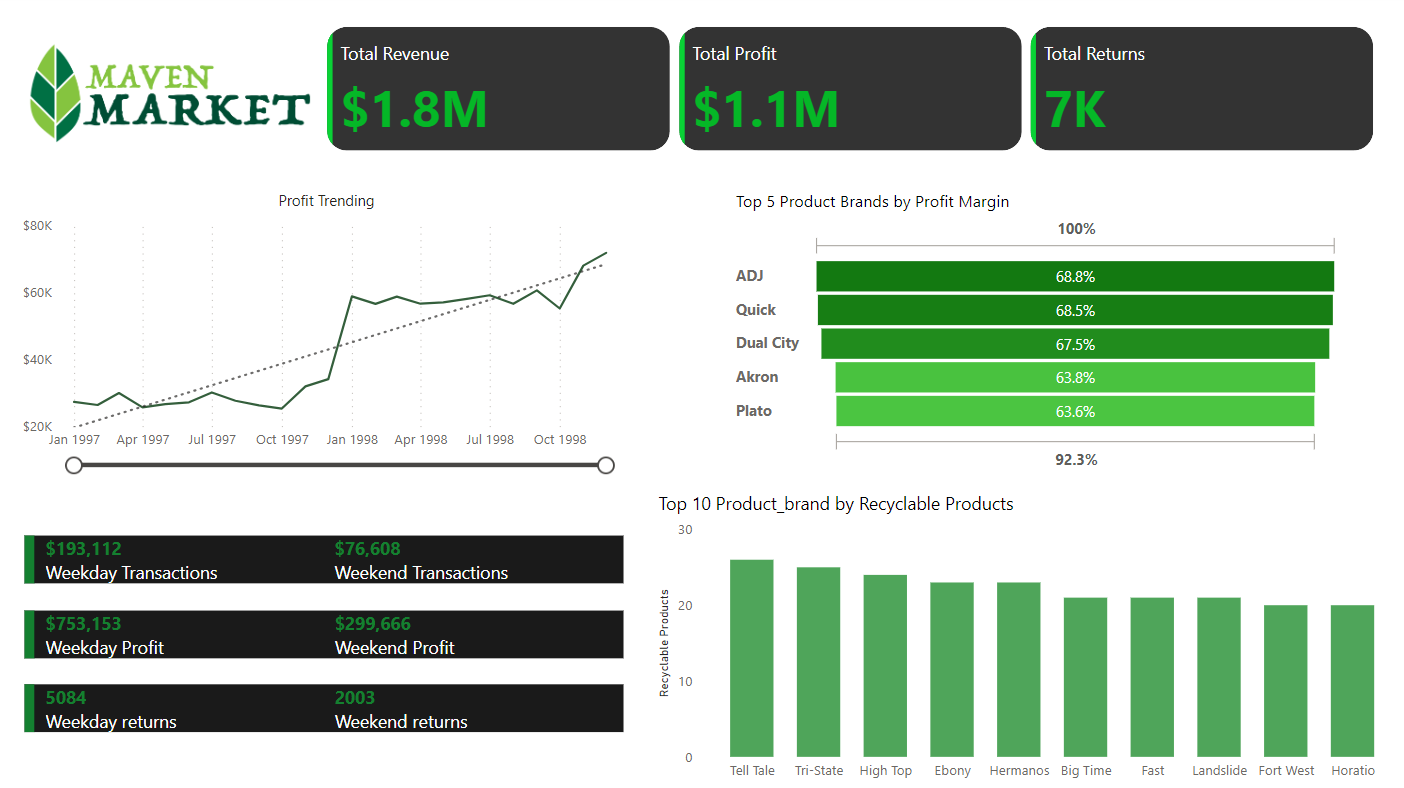 MAVEN
MARKET
Total Revenue
$1.8M
Total Profit
$1.1M
Total Returns
7K
Profit Trending
$80K
$60K
$40K
$20K
Jan 1997 Apr 1997 Jul 1997 Oct 1997 Jan 1998 Apr 1998 Jul 1998 Oct 1998
Top 5 Product Brands by Profit Margin
100%
ADJ 68.8%
Quick 68.5%
Dual City 67.5%
Akron 63.8%
Plato 63.6%
92.3%
$193,112 $76,608
Weekday Transactions Weekend Transactions
$753,153 $299,666
Weekday Profit Weekend Profit
5084 2003
Weekday returns Weekend returns
Top 10 Product_brand by Recyclable Products
Recyclable Products
30
20
10
0
Tell Tale Tri-State High Top Ebony Hermanos Big Time Fast Landslide Fort West Horatio